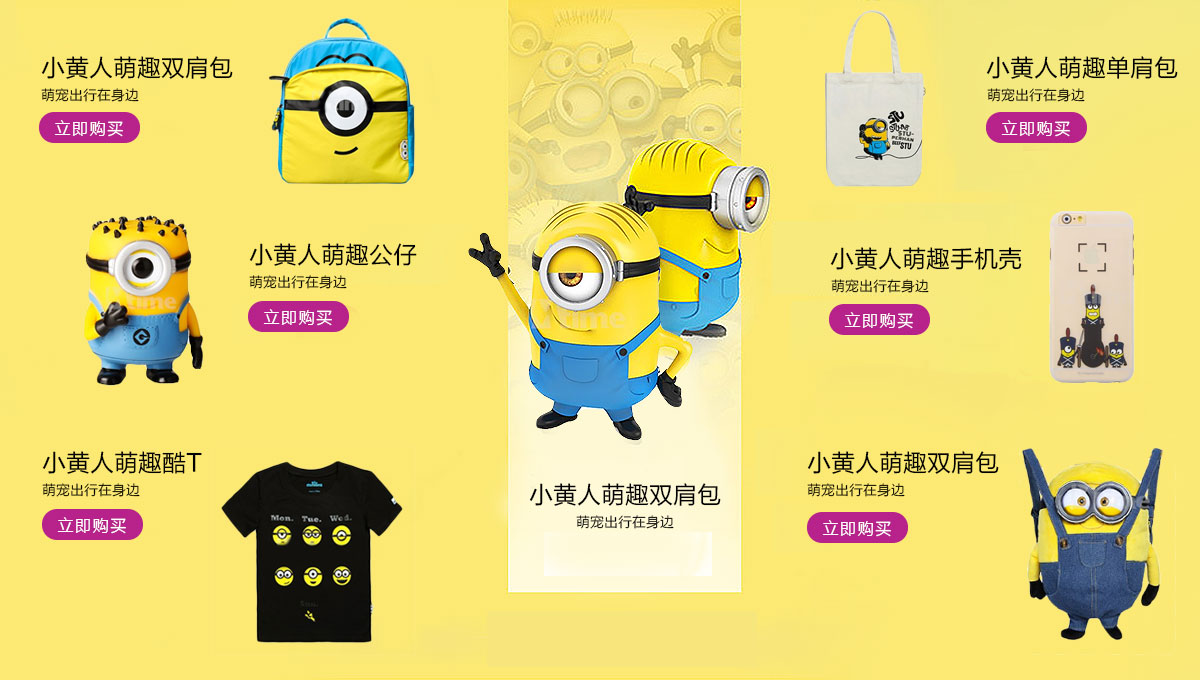 小黄人萌趣双肩包
萌宠出行在身边
立即购买
小黄人萌趣公仔
萌宠出行在身边
立即购买
小黄人萌趣酷T
萌宠出行在身边
立即购买
Mon. Tue. Wed.
小黄人萌趣双肩包
萌宠出行在身边
time
time
小黄人萌趣单肩包
萌宠出行在身边
立即购买
STU
STU-
STU
小黄人萌趣手机壳
萌宠出行在身边
立即购买
小黄人萌趣双肩包
萌宠出行在身边
立即购买